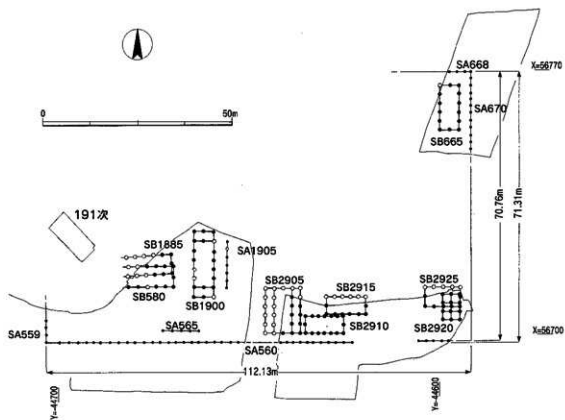 0
50m
SA668
X=56770
SA670
SB665
70.76m
71.31m
191次
SB1885
SA1905
SB580
SB1900
SB2905
SB2915
SB2925
SB2910
SB2920
SA559
SA565
SA560
X=56700
112.13m
Y=-44700
Y=-44600